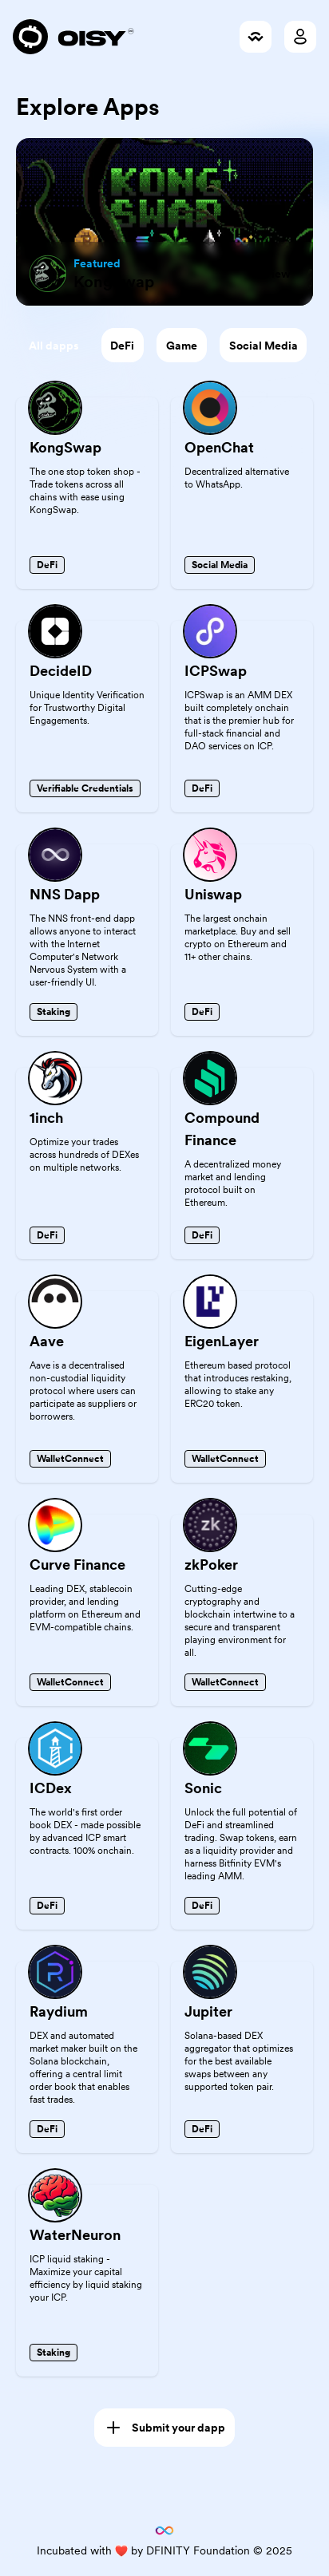 OISY
Explore Apps
KONG
SWAP
Featured
KongSwap
All dapps
DeFi
Game
Social Media
KongSwap
The one stop token shop -
Trade tokens across all
chains with ease using
KongSwap.
DeFi
OpenChat
Decentralized alternative
to WhatsApp.
Social Media
DecideID
Unique Identity Verification
for Trustworthy Digital
Engagements.
Verifiable Credentials
ICPSwap
ICPSwap is an AMM DEX
built completely onchain
that is the premier hub for
full-stack financial and
DAO services on ICP.
DeFi
NNS Dapp
The NNS front-end dapp
allows anyone to interact
with the Internet
Computer's Network
Nervous System with a
user-friendly UI.
Staking
Uniswap
The largest onchain
marketplace. Buy and sell
crypto on Ethereum and
11+ other chains.
DeFi
1inch
Optimize your trades
across hundreds of DEXes
on multiple networks.
DeFi
Compound
Finance
A decentralized money
market and lending
protocol built on
Ethereum.
DeFi
Aave
Aave is a decentralised
non-custodial liquidity
protocol where users can
participate as suppliers or
borrowers.
WalletConnect
EigenLayer
Ethereum based protocol
that introduces restaking,
allowing to stake any
ERC20 token.
WalletConnect
Curve Finance
Leading DEX, stablecoin
provider, and lending
platform on Ethereum and
EVM-compatible chains.
WalletConnect
zk
zkPoker
Cutting-edge
cryptography and
blockchain intertwine to a
secure and transparent
playing environment for
all.
WalletConnect
ICDex
The world's first order
book DEX - made possible
by advanced ICP smart
contracts. 100% onchain.
DeFi
Sonic
Unlock the full potential of
DeFi and streamlined
trading. Swap tokens, earn
as a liquidity provider and
harness Bitfinity EVM's
leading AMM.
DeFi
Raydium
DEX and automated
market maker built on the
Solana blockchain,
offering a central limit
order book that enables
fast trades.
DeFi
Jupiter
Solana-based DEX
aggregator that optimizes
for the best available
swaps between any
supported token pair.
DeFi
WaterNeuron
ICP liquid staking -
Maximize your capital
efficiency by liquid staking
your ICP.
Staking
Submit your dapp
Incubated with ❤️ by DFINITY Foundation © 2025